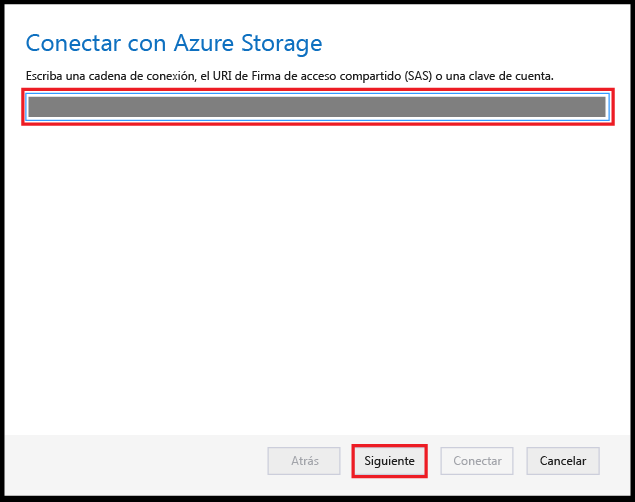 Conectar con Azure Storage
Escriba una cadena de conexión, el URI de Firma de acceso compartido (SAS) o una clave de cuenta.
Atrás Siguiente Conectar Cancelar